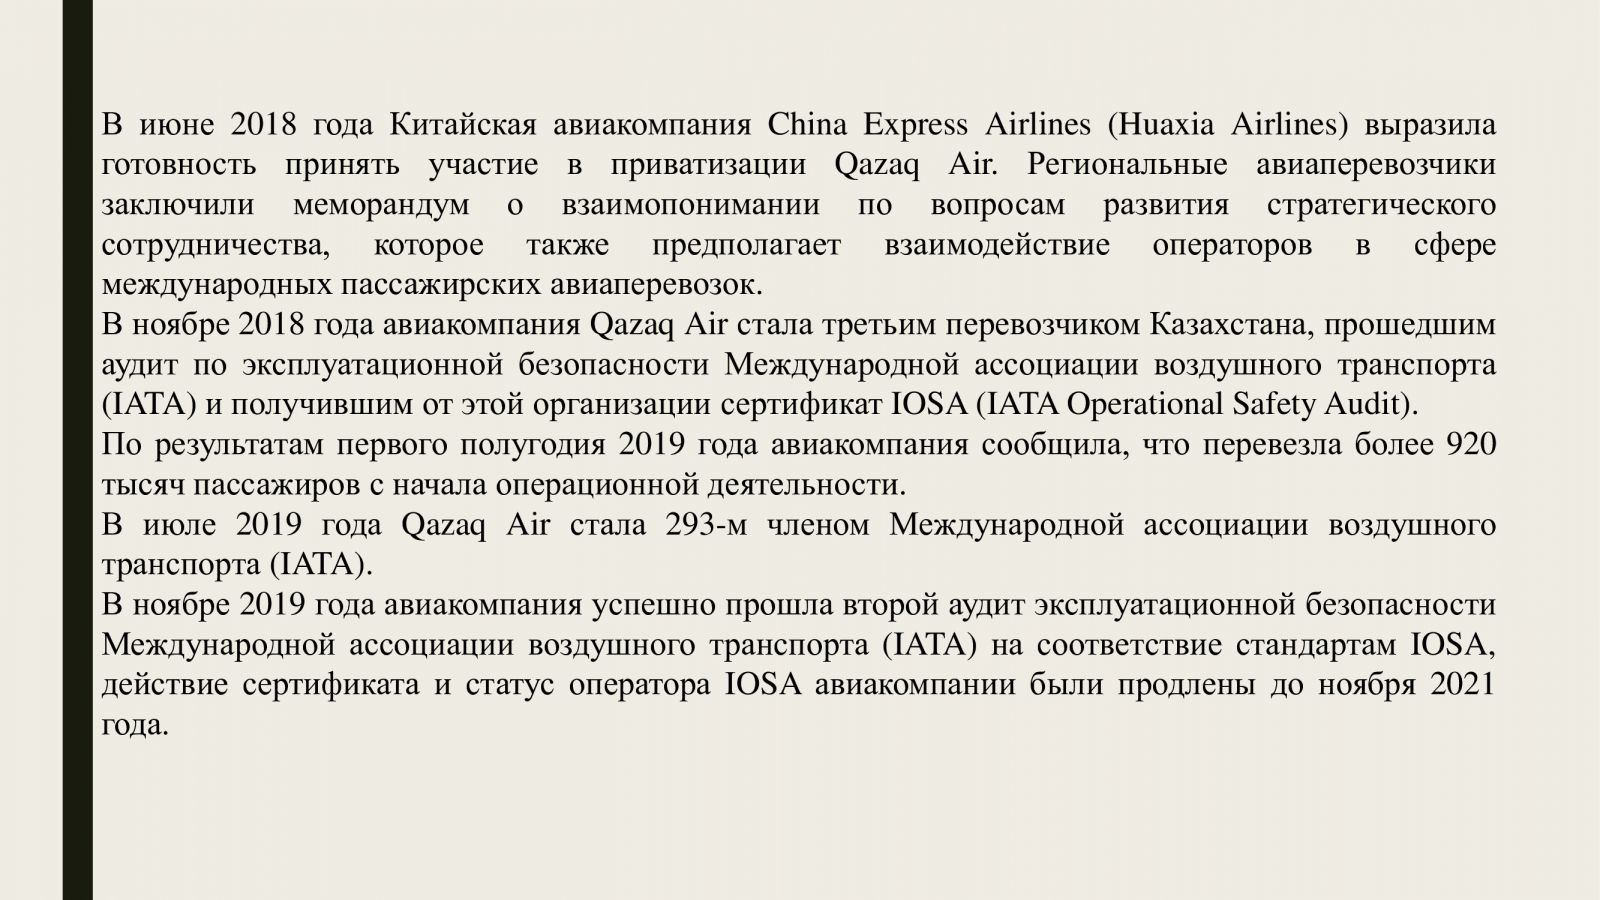 В июне 2018 года Китайская авиакомпания China Express Airlines (Huaxia Airlines) выразила
готовность принять участие в приватизации Qazaq Air. Региональные авиаперевозчики
заключили меморандум о взаимопонимании по вопросам развития стратегического
сотрудничества, которое также предполагает взаимодействие операторов в сфере
международных пассажирских авиаперевозок.
В ноябре 2018 года авиакомпания Qazaq Air стала третьим перевозчиком Казахстана, прошедшим
аудит по эксплуатационной безопасности Международной ассоциации воздушного транспорта
(IATA) и получившим от этой организации сертификат IOSA (IATA Operational Safety Audit).
По результатам первого полугодия 2019 года авиакомпания сообщила, что перевезла более 920
тысяч пассажиров с начала операционной деятельности.
В июле 2019 года Qazaq Air стала 293-м членом Международной ассоциации воздушного
транспорта (IATA).
В ноябре 2019 года авиакомпания успешно прошла второй аудит эксплуатационной безопасности
Международной ассоциации воздушного транспорта (IATA) на соответствие стандартам IOSA,
действие сертификата и статус оператора IOSA авиакомпании были продлены до ноября 2021
года.